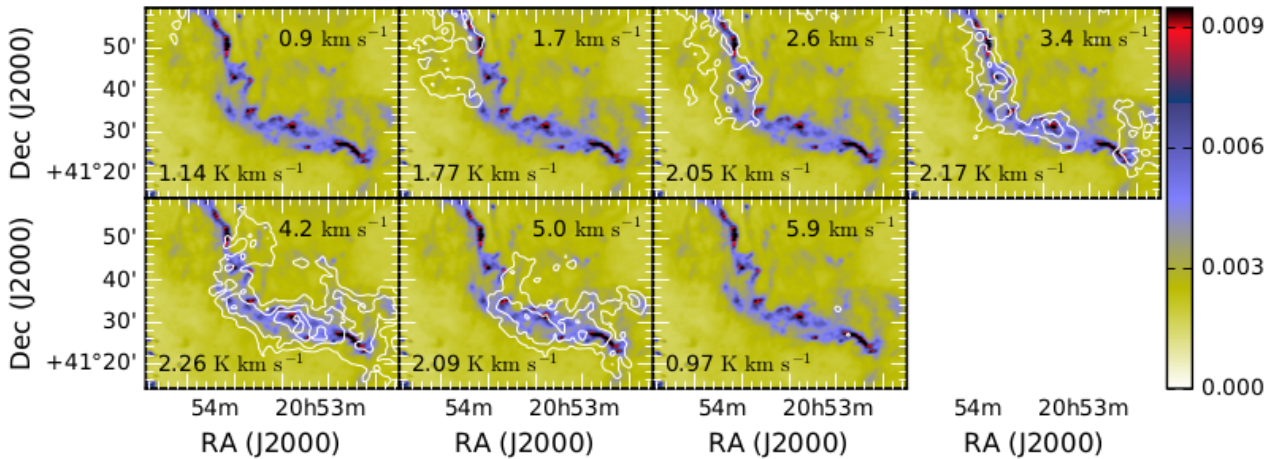 0.9 km s⁻¹ 1.7 km s⁻¹ 2.6 km s⁻¹ 3.4 km s⁻¹ 0.009
50'
40'
Dec (J2000)
30'
0.006
+41°20'
1.14 K km s⁻¹ 1.77 K km s⁻¹ 2.05 K km s⁻¹ 2.17 K km s⁻¹
4.2 km s⁻¹ 5.0 km s⁻¹ 5.9 km s⁻¹
50'
0.003
40'
Dec (J2000)
30'
+41°20'
2.26 K km s⁻¹ 2.09 K km s⁻¹ 0.97 K km s⁻¹
0.000
54m 20h53m 54m 20h53m 54m 20h53m 54m 20h53m
RA (J2000) RA (J2000) RA (J2000) RA (J2000)